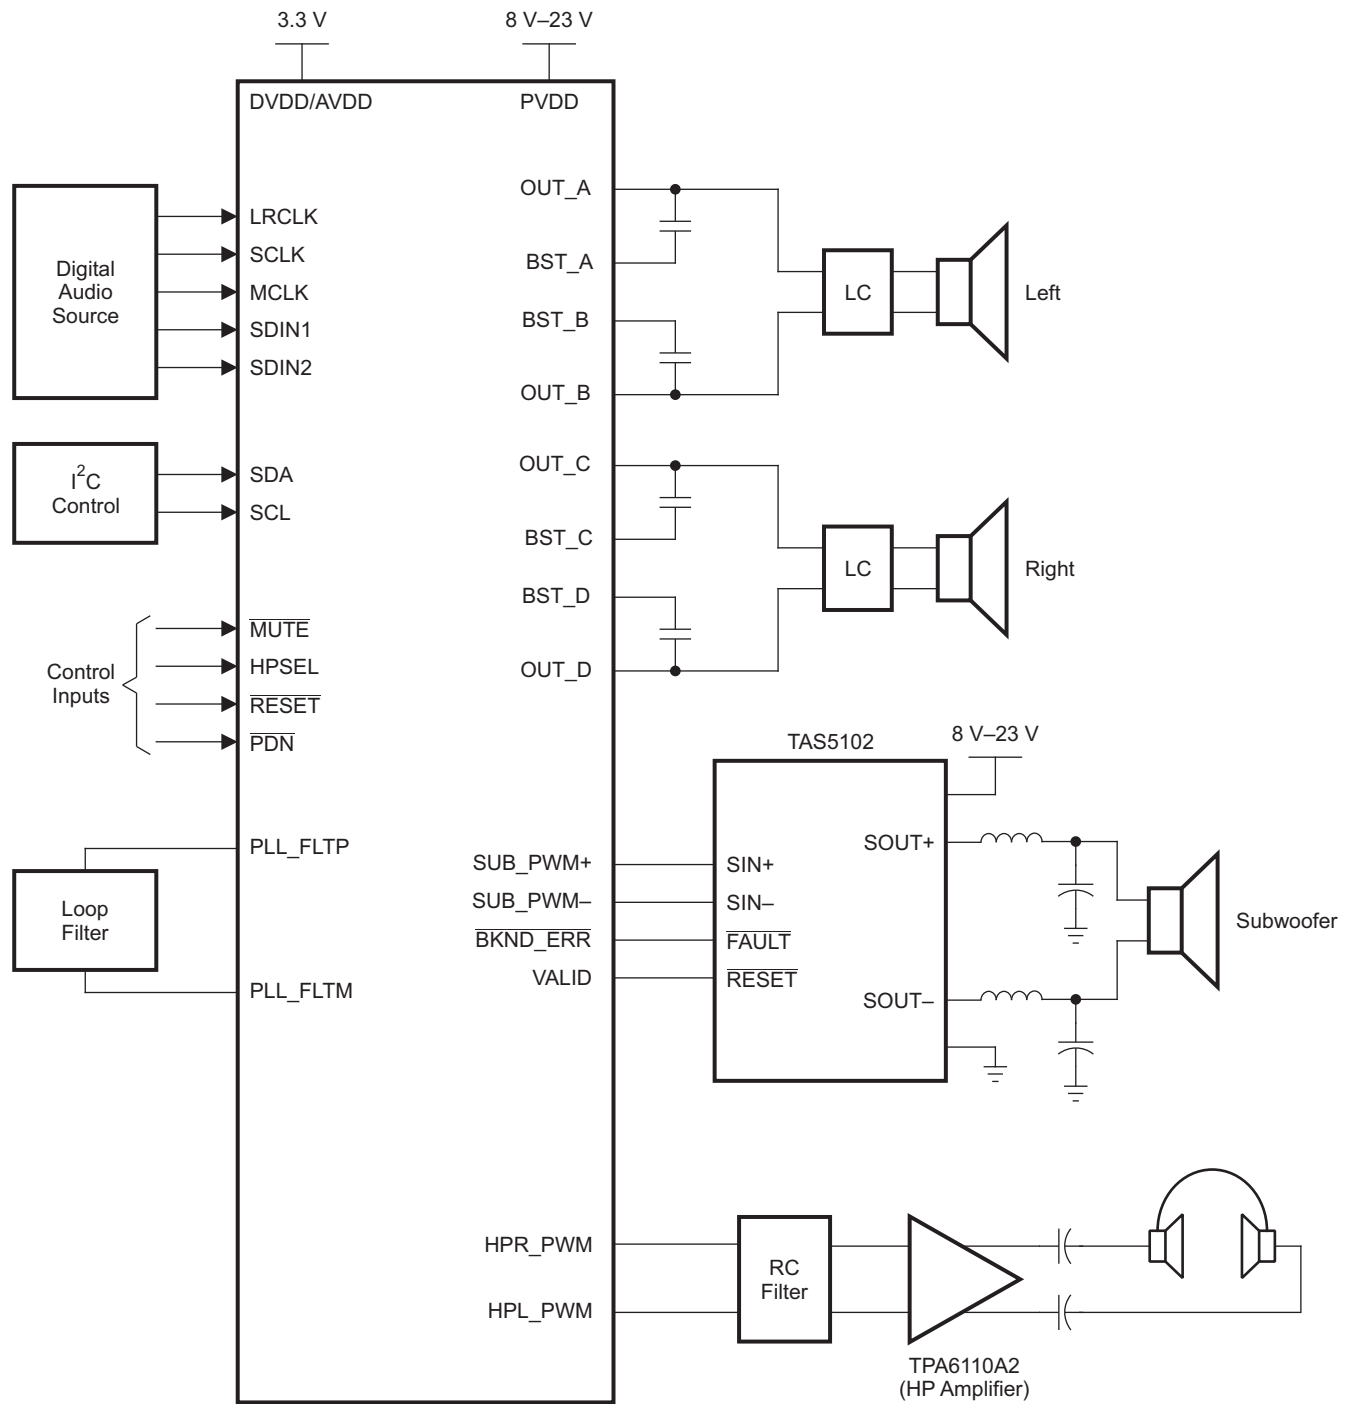 3.3 V
8 V–23 V
DVDD/AVDD
PVDD
Digital
Audio
Source
LRCLK
SCLK
MCLK
SDIN1
SDIN2
I²C
Control
SDA
SCL
Control
Inputs
MUTE
HPSEL
RESET
PDN
Loop
Filter
PLL_FLTP
PLL_FLTM
OUT_A
BST_A
BST_B
OUT_B
LC
Left
OUT_C
BST_C
BST_D
OUT_D
LC
Right
TAS5102
8 V–23 V
SUB_PWM+
SUB_PWM–
BKND_ERR
VALID
SIN+
SIN–
FAULT
RESET
SOUT+
SOUT–
Subwoofer
HPR_PWM
HPL_PWM
RC
Filter
TPA6110A2
(HP Amplifier)